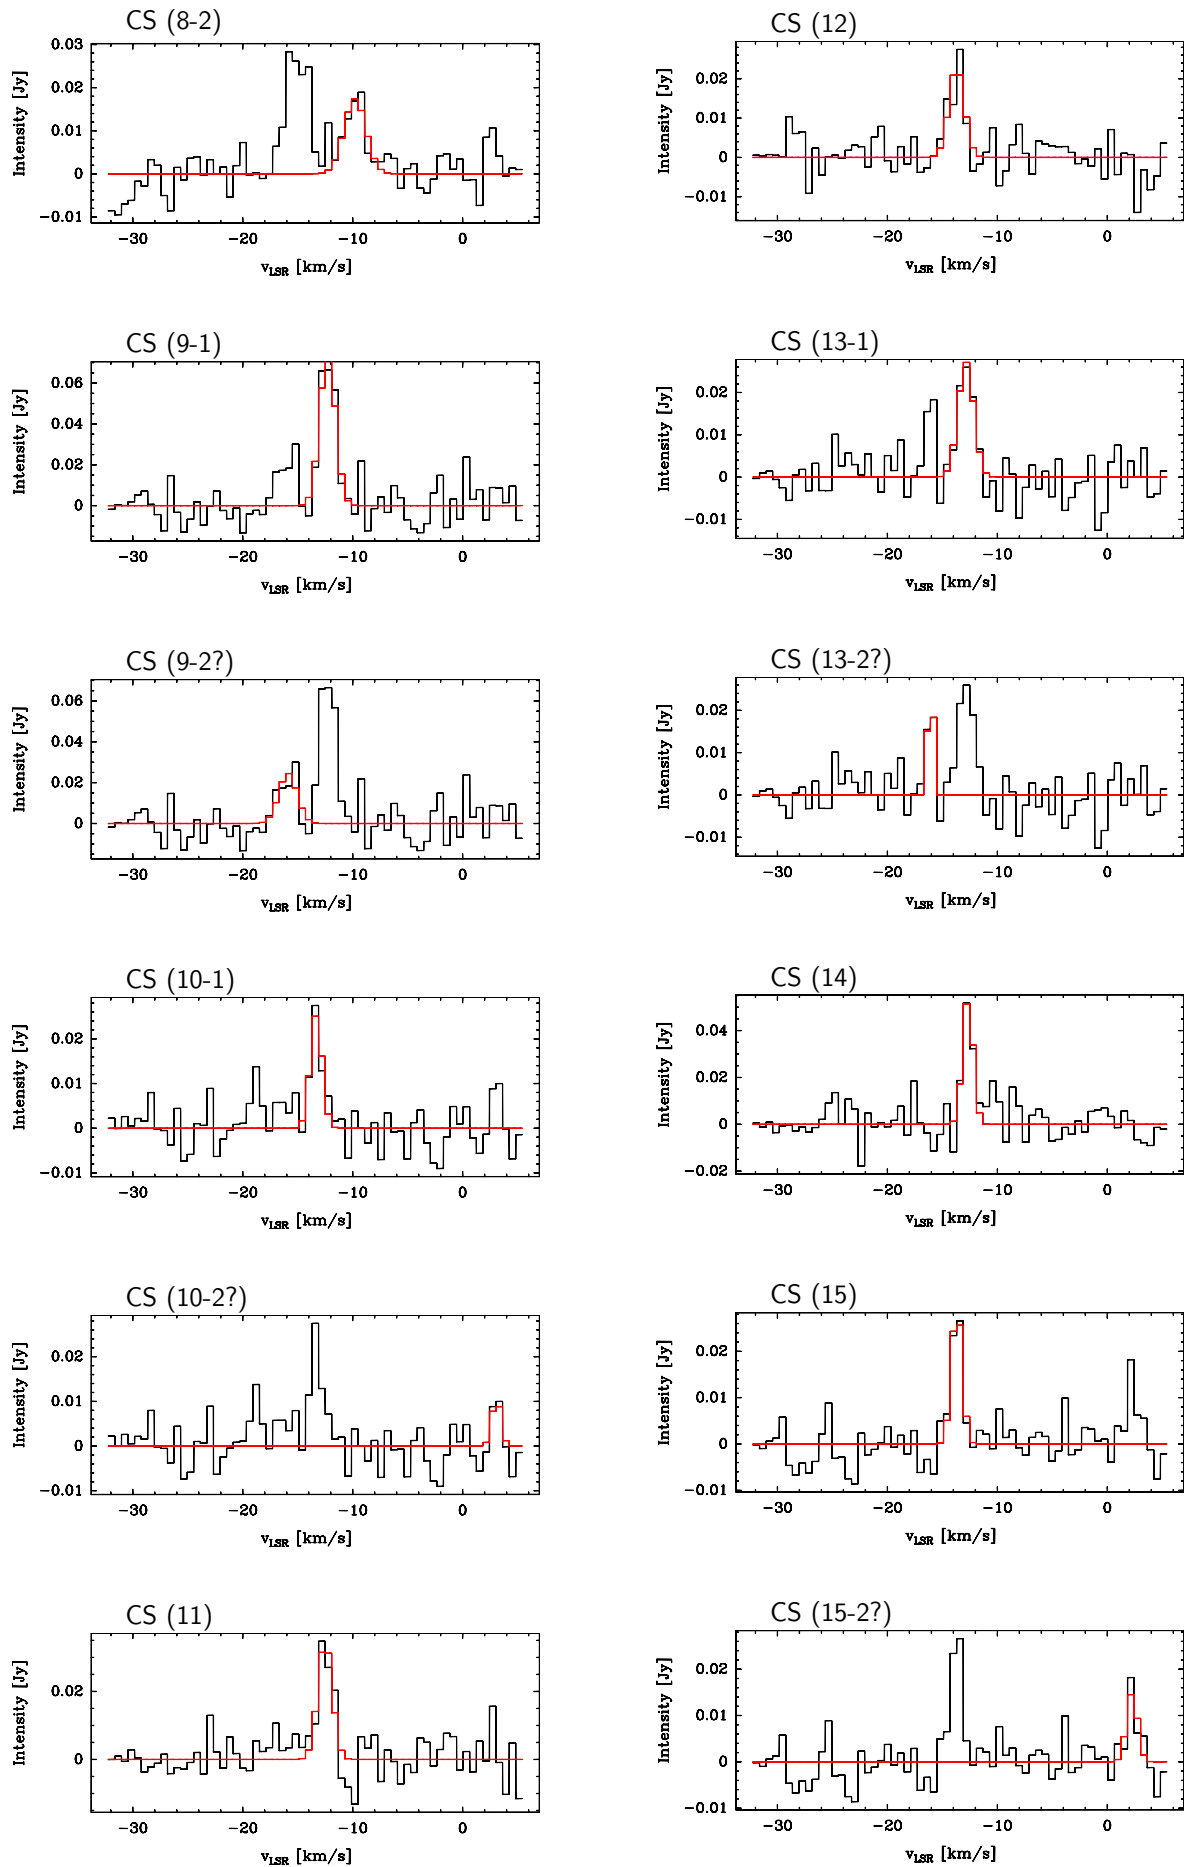 CS (8-2)
0.03
0.02
0.01
0
−0.01
Intensity [Jy]
−30 −20 −10 0
vLSR [km/s]
CS (12)
0.02
0.01
0
−0.01
Intensity [Jy]
−30 −20 −10 0
vLSR [km/s]
CS (9-1)
0.06
0.04
0.02
0
Intensity [Jy]
−30 −20 −10 0
vLSR [km/s]
CS (13-1)
0.02
0.01
0
−0.01
Intensity [Jy]
−30 −20 −10 0
vLSR [km/s]
CS (9-2?)
0.06
0.04
0.02
0
Intensity [Jy]
−30 −20 −10 0
vLSR [km/s]
CS (13-2?)
0.02
0.01
0
−0.01
Intensity [Jy]
−30 −20 −10 0
vLSR [km/s]
CS (10-1)
0.02
0.01
0
−0.01
Intensity [Jy]
−30 −20 −10 0
vLSR [km/s]
CS (14)
0.04
0.02
0
−0.02
Intensity [Jy]
−30 −20 −10 0
vLSR [km/s]
CS (10-2?)
0.02
0.01
0
−0.01
Intensity [Jy]
−30 −20 −10 0
vLSR [km/s]
CS (15)
0.02
0.01
0
−0.01
Intensity [Jy]
−30 −20 −10 0
vLSR [km/s]
CS (11)
0.02
0
Intensity [Jy]
−30 −20 −10 0
vLSR [km/s]
CS (15-2?)
0.02
0.01
0
−0.01
Intensity [Jy]
−30 −20 −10 0
vLSR [km/s]